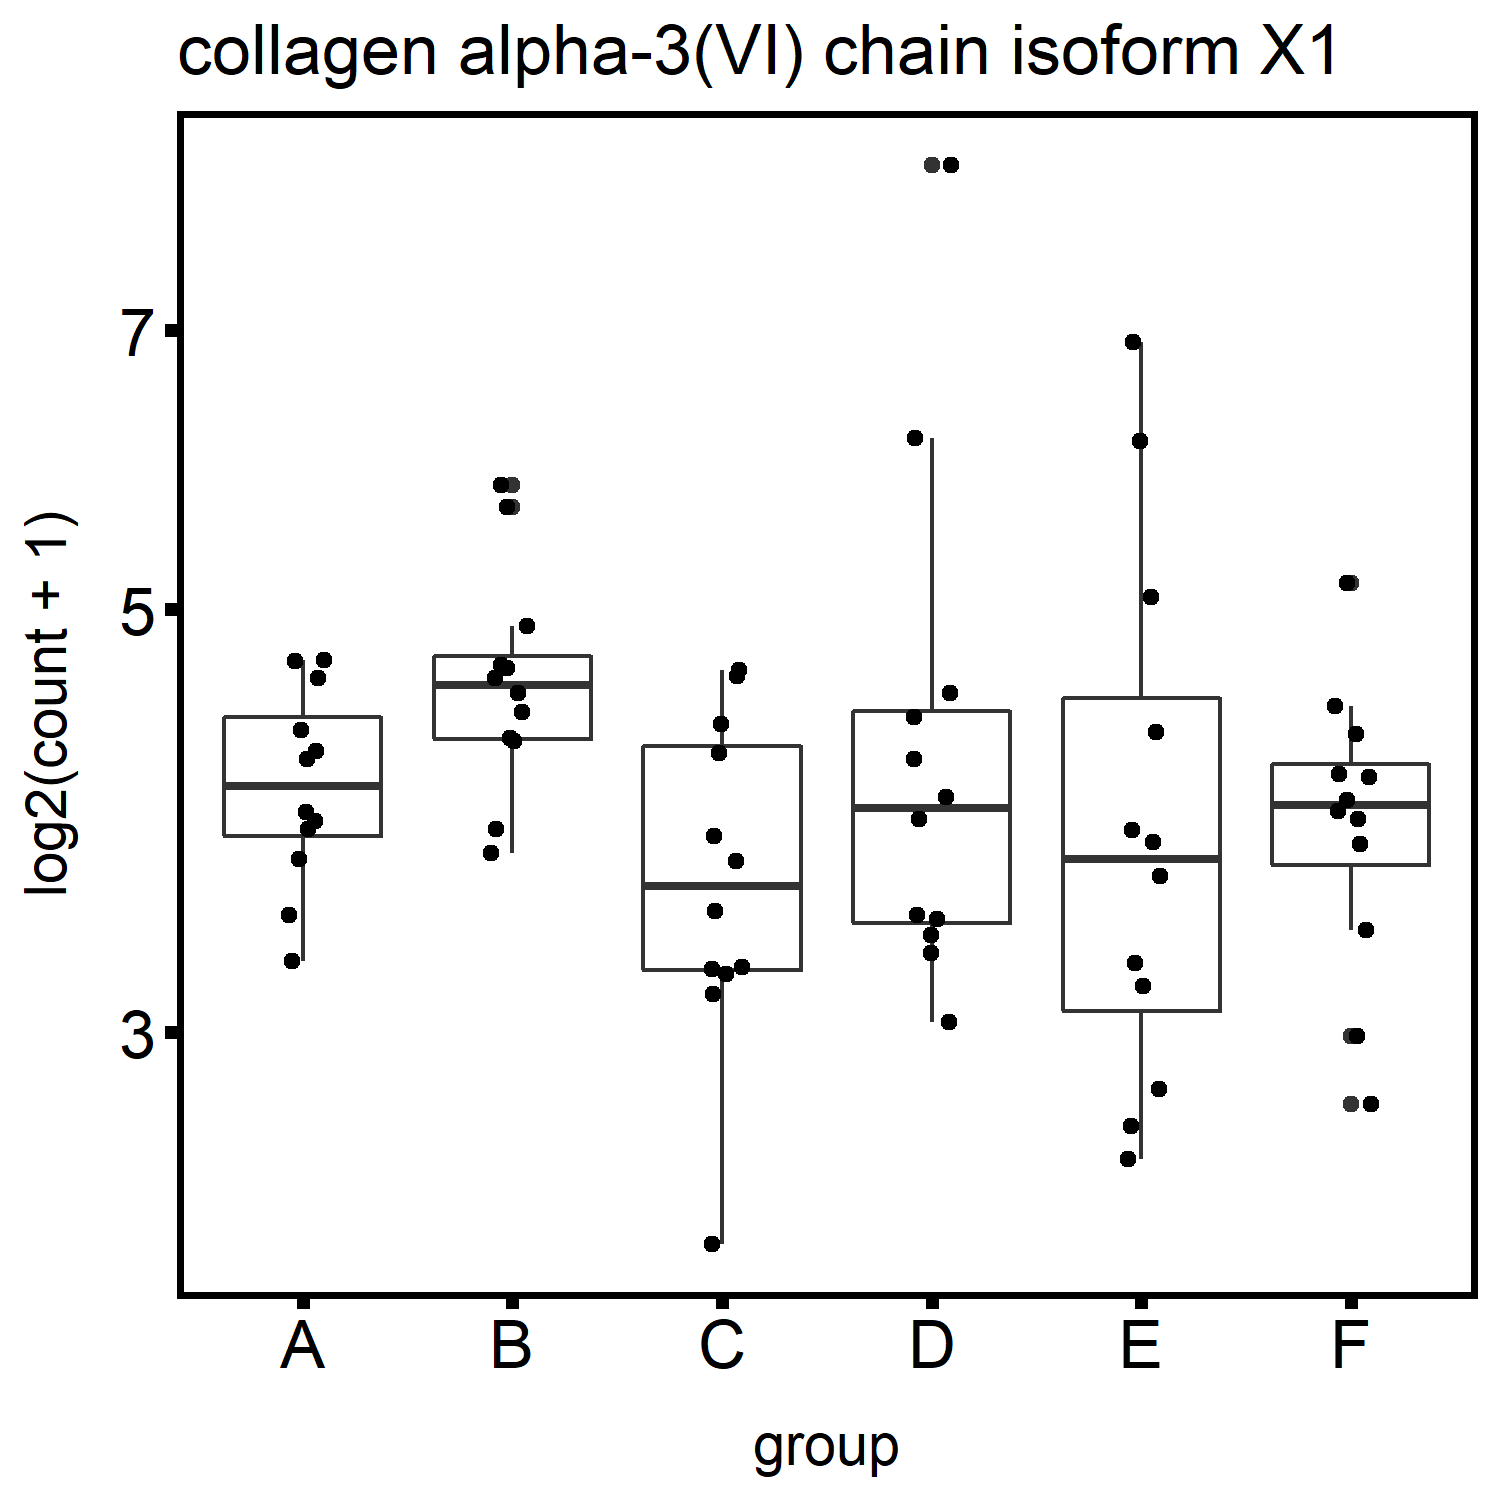 collagen alpha-3(VI) chain isoform X1
log2(count + 1)
7
5
3
A B C D E F
group